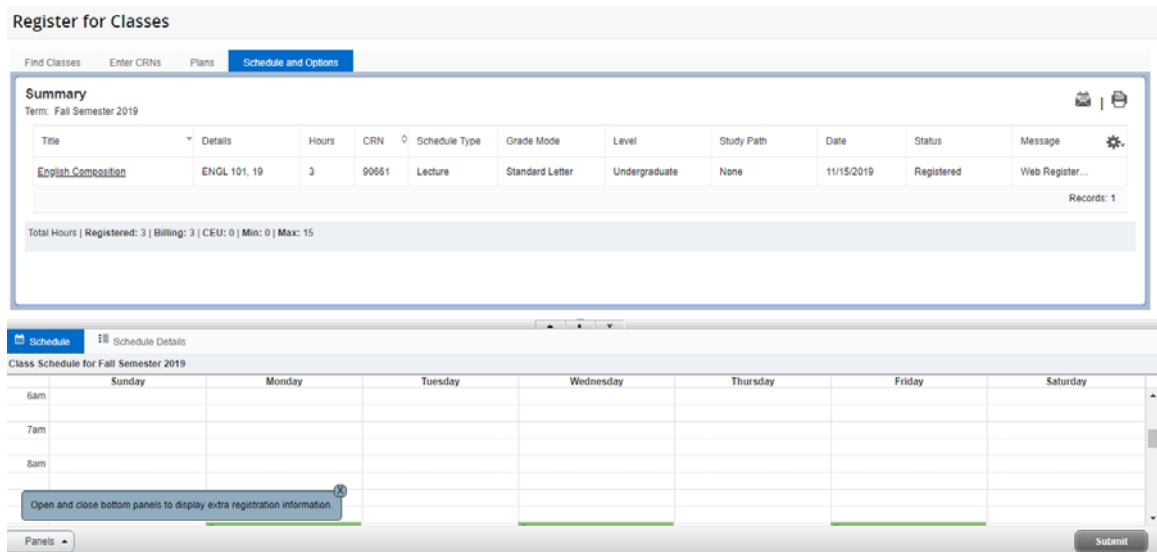 Register for Classes
Find Classes Enter CRNs Plans Schedule and Options
Summary
Term: Fall Semester 2019
Title Details Hours CRN Schedule Type Grade Mode Level Study Path Date Status Message
English Composition ENGL 101, 19 3 90661 Lecture Standard Letter Undergraduate None 11/15/2019 Registered Web Register...
Records: 1
Total Hours | Registered: 3 | Billing: 3 | CEU: 0 | Min: 0 | Max: 15
Schedule Schedule Details
Class Schedule for Fall Semester 2019
Sunday Monday Tuesday Wednesday Thursday Friday Saturday
6am
7am
8am
Open and close bottom panels to display extra registration information. X
Panels Submit